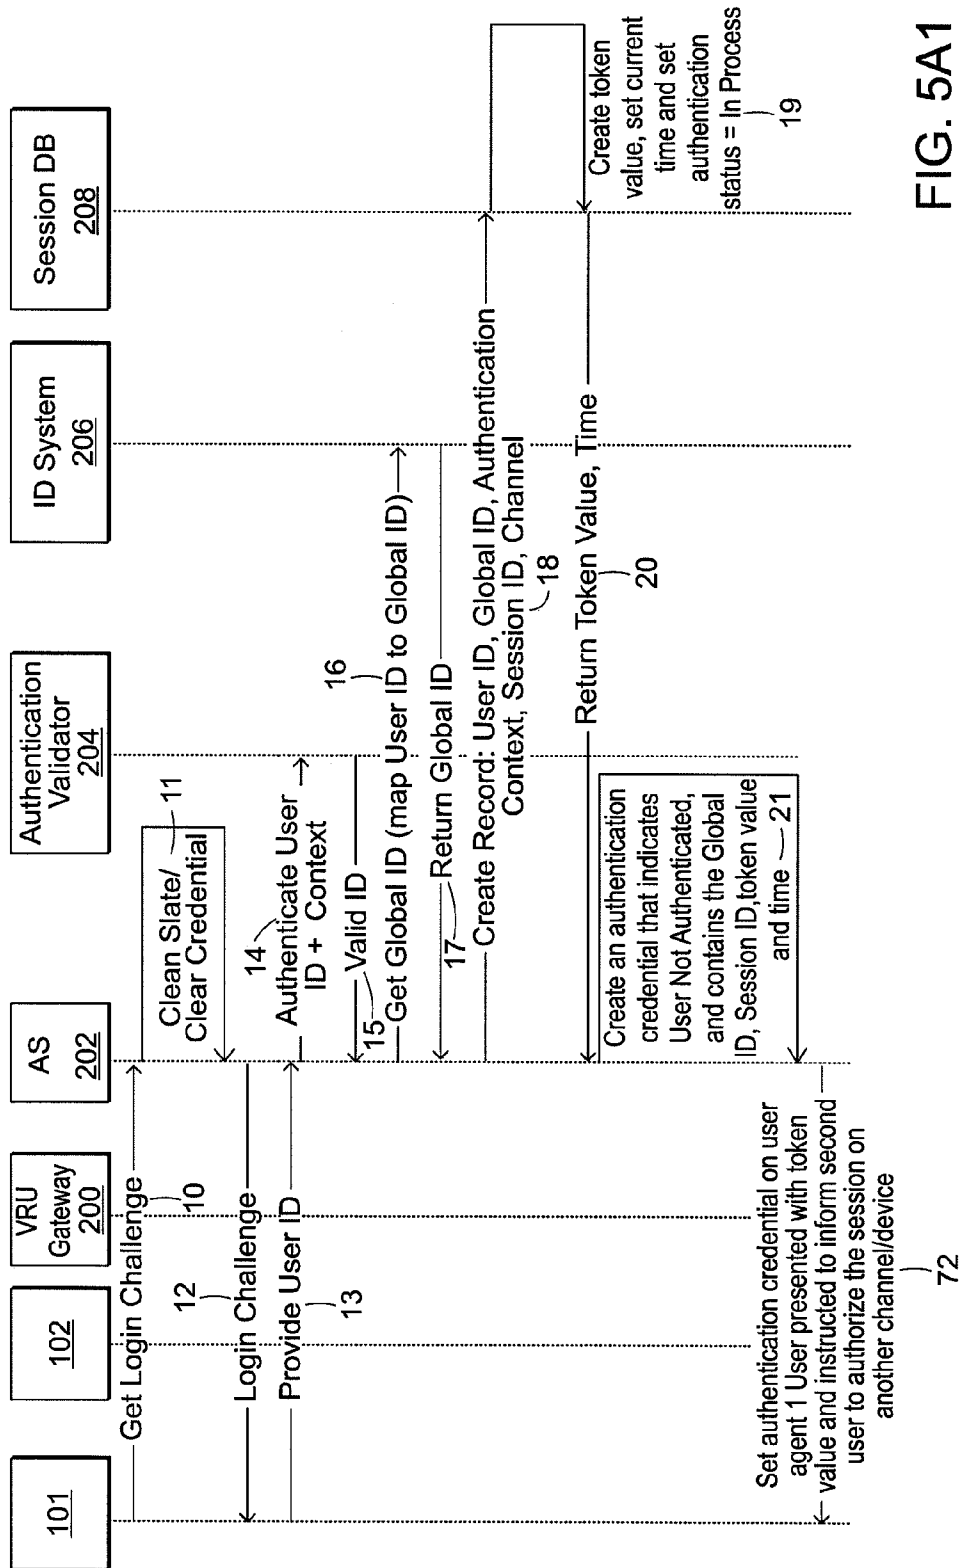 101
102
VRU
Gateway
200
AS
202
Authentication
Validator
204
ID System
206
Session DB
208
Get Login Challenge
10
Clean Slate/
Clear Credential
11
12
Login Challenge
Provide User ID
13
14
Authenticate User
ID + Context
Valid ID
15
16
Get Global ID (map User ID to Global ID)
Return Global ID
17
Create Record: User ID, Global ID, Authentication
Context, Session ID, Channel
18
Create token
value, set current
time and set
authentication
status = In Process
19
Return Token Value, Time
20
Create an authentication
credential that indicates
User Not Authenticated,
and contains the Global
ID, Session ID,token value
and time
21
Set authentication credential on user
agent 1 User presented with token
value and instructed to inform second
user to authorize the session on
another channel/device
72
FIG. 5A1